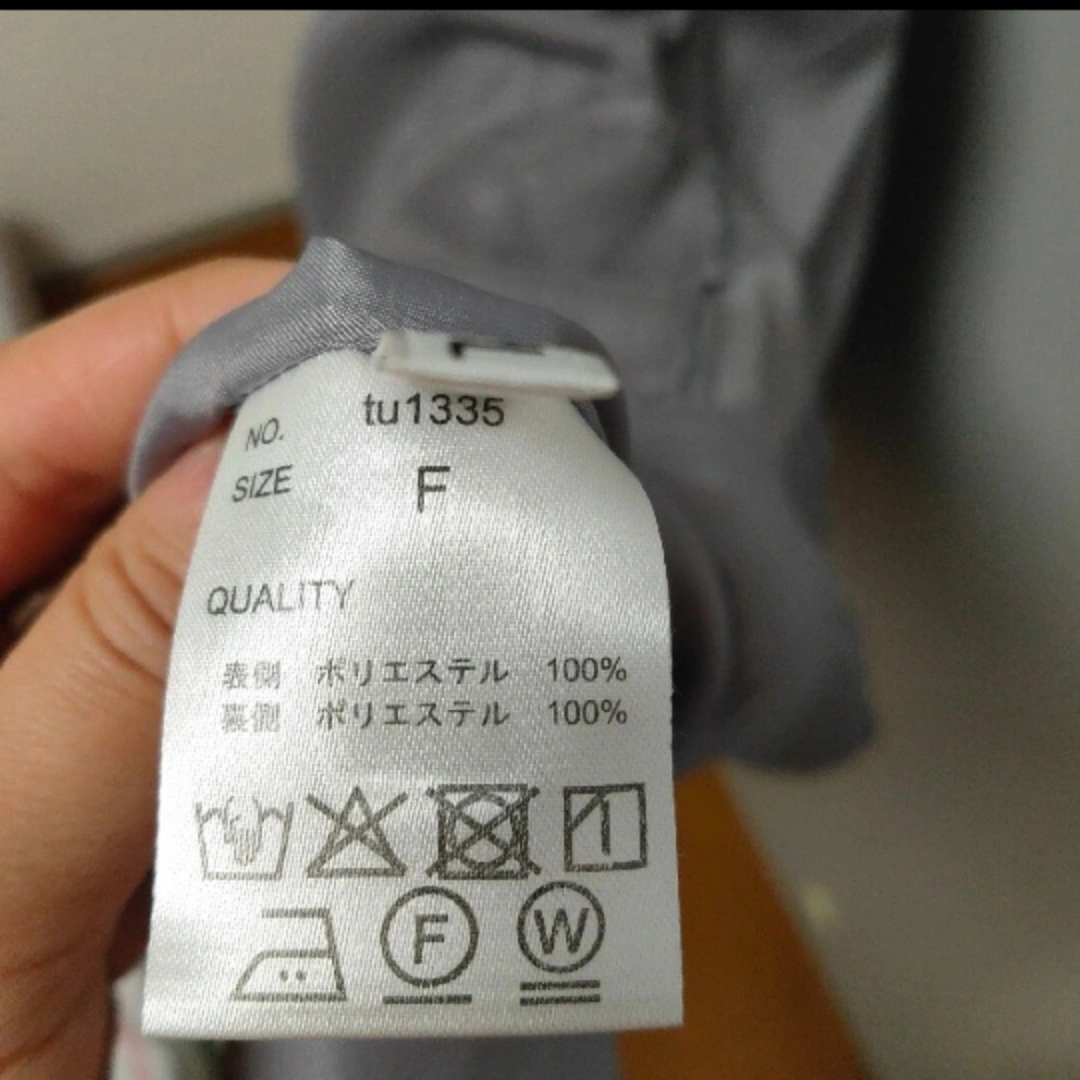 NO. tu1335
SIZE F
QUALITY
表側 ポリエステル 100%
裏側 ポリエステル 100%
F W